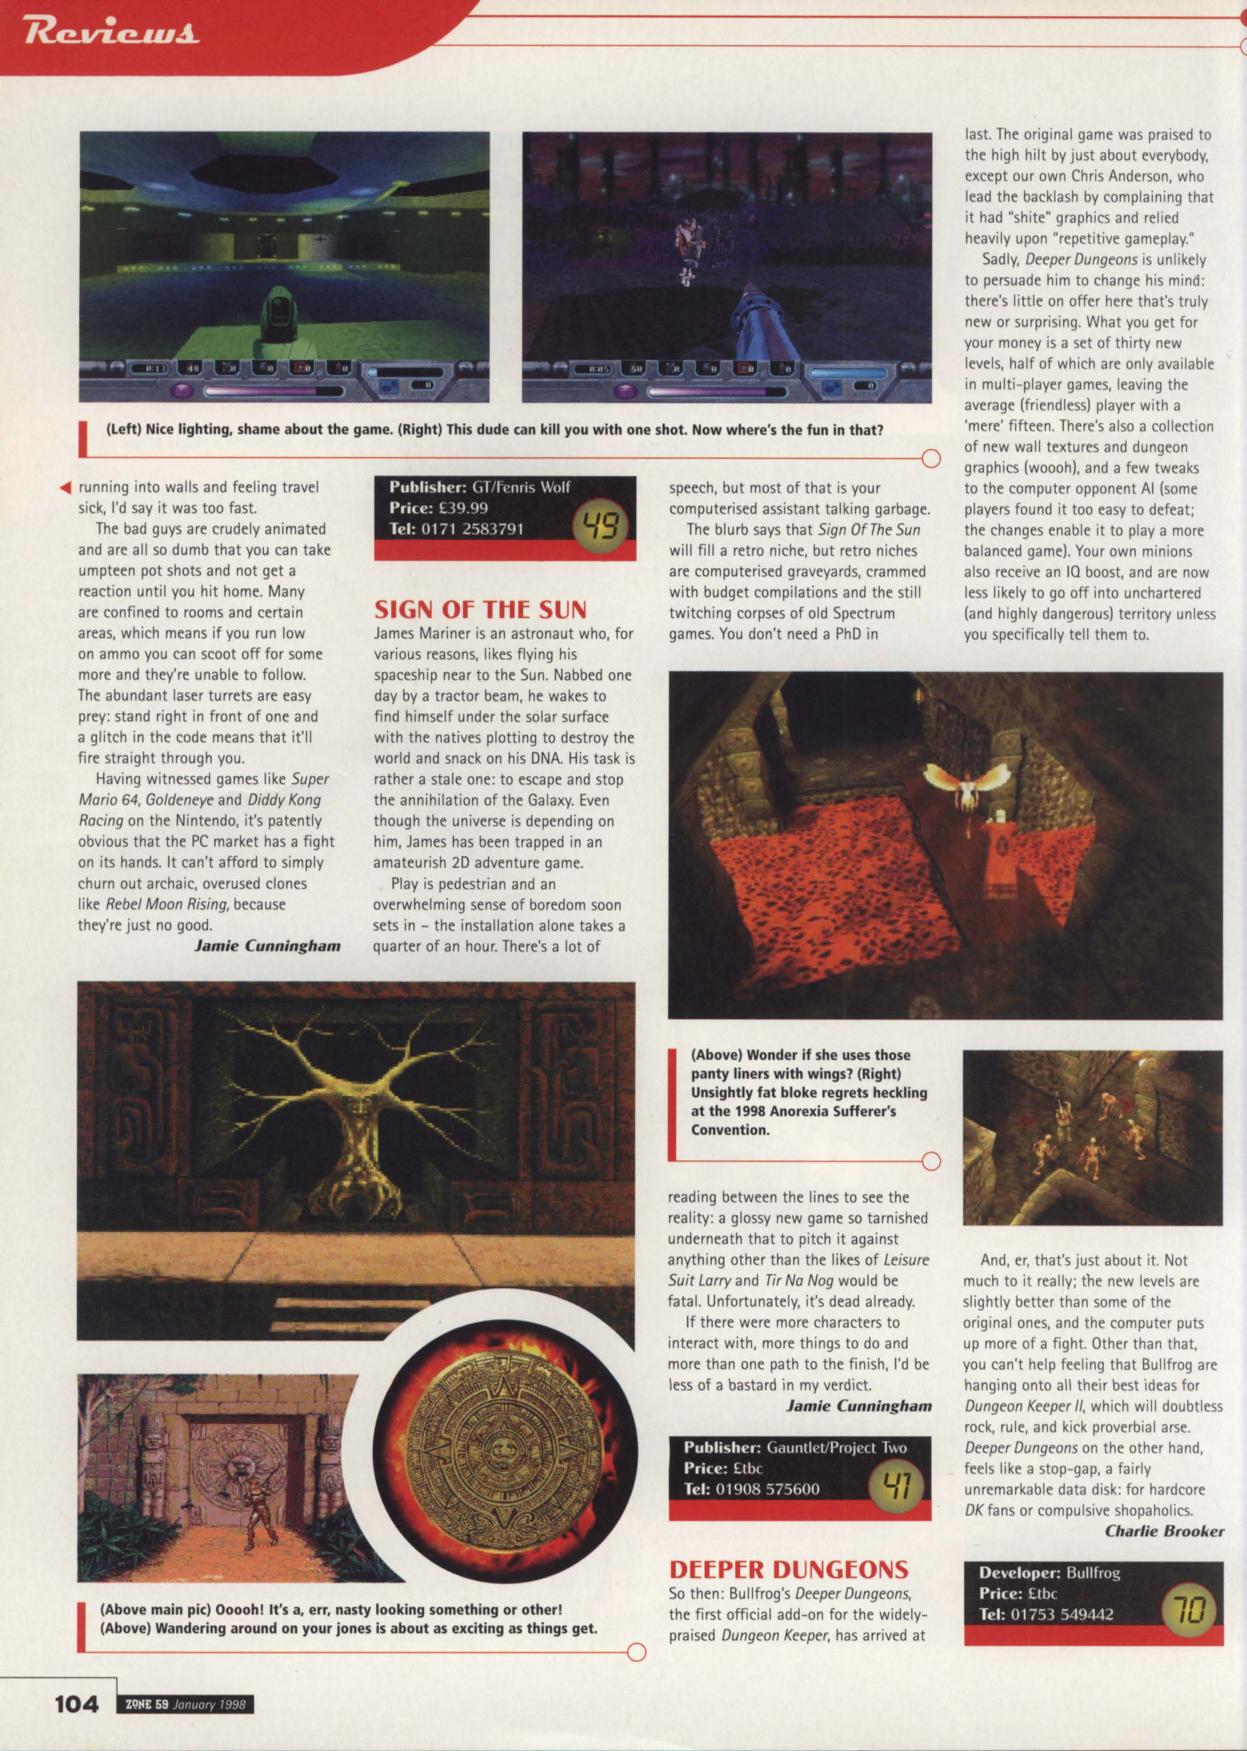 Reviews
(Left) Nice lighting, shame about the game. (Right) This dude can kill you with one shot. Now where's the fun in that?
running into walls and feeling travel
sick, I'd say it was too fast.
The bad guys are crudely animated
and are all so dumb that you can take
umpteen pot shots and not get a
reaction until you hit home. Many
are confined to rooms and certain
areas, which means if you run low
on ammo you can scoot off for some
more and they're unable to follow.
The abundant laser turrets are easy
prey: stand right in front of one and
a glitch in the code means that it'll
fire straight through you.
Having witnessed games like Super
Mario 64, Goldeneye and Diddy Kong
Racing on the Nintendo, it's patently
obvious that the PC market has a fight
on its hands. It can't afford to simply
churn out archaic, overused clones
like Rebel Moon Rising, because
they're just no good.
Jamie Cunningham
Publisher: GT/Fenris Wolf
Price: £39.99
Tel: 0171 2583791
49
SIGN OF THE SUN
James Mariner is an astronaut who, for
various reasons, likes flying his
spaceship near to the Sun. Nabbed one
day by a tractor beam, he wakes to
find himself under the solar surface
with the natives plotting to destroy the
world and snack on his DNA. His task is
rather a stale one: to escape and stop
the annihilation of the Galaxy. Even
though the universe is depending on
him, James has been trapped in an
amateurish 2D adventure game.
Play is pedestrian and an
overwhelming sense of boredom soon
sets in – the installation alone takes a
quarter of an hour. There's a lot of
speech, but most of that is your
computerised assistant talking garbage.
The blurb says that Sign Of The Sun
will fill a retro niche, but retro niches
are computerised graveyards, crammed
with budget compilations and the still
twitching corpses of old Spectrum
games. You don't need a PhD in
reading between the lines to see the
reality: a glossy new game so tarnished
underneath that to pitch it against
anything other than the likes of Leisure
Suit Larry and Tir Na Nog would be
fatal. Unfortunately, it's dead already.
If there were more characters to
interact with, more things to do and
more than one path to the finish, I'd be
less of a bastard in my verdict.
Jamie Cunningham
Publisher: Gauntlet/Project Two
Price: £tbc
Tel: 01908 575600
41
(Above main pic) Ooooh! It's a, err, nasty looking something or other!
(Above) Wandering around on your jones is about as exciting as things get.
DEEPER DUNGEONS
So then: Bullfrog's Deeper Dungeons,
the first official add-on for the widely-
praised Dungeon Keeper, has arrived at
last. The original game was praised to
the high hilt by just about everybody,
except our own Chris Anderson, who
lead the backlash by complaining that
it had "shite" graphics and relied
heavily upon "repetitive gameplay."
Sadly, Deeper Dungeons is unlikely
to persuade him to change his mind:
there's little on offer here that's truly
new or surprising. What you get for
your money is a set of thirty new
levels, half of which are only available
in multi-player games, leaving the
average (friendless) player with a
'mere' fifteen. There's also a collection
of new wall textures and dungeon
graphics (woooh), and a few tweaks
to the computer opponent AI (some
players found it too easy to defeat;
the changes enable it to play a more
balanced game). Your own minions
also receive an IQ boost, and are now
less likely to go off into unchartered
(and highly dangerous) territory unless
you specifically tell them to.
(Above) Wonder if she uses those
panty liners with wings? (Right)
Unsightly fat bloke regrets heckling
at the 1998 Anorexia Sufferer's
Convention.
And, er, that's just about it. Not
much to it really; the new levels are
slightly better than some of the
original ones, and the computer puts
up more of a fight. Other than that,
you can't help feeling that Bullfrog are
hanging onto all their best ideas for
Dungeon Keeper II, which will doubtless
rock, rule, and kick proverbial arse.
Deeper Dungeons on the other hand,
feels like a stop-gap, a fairly
unremarkable data disk: for hardcore
DK fans or compulsive shopaholics.
Charlie Brooker
Developer: Bullfrog
Price: £tbc
Tel: 01753 549442
70
104
ZONE 59 January 1998